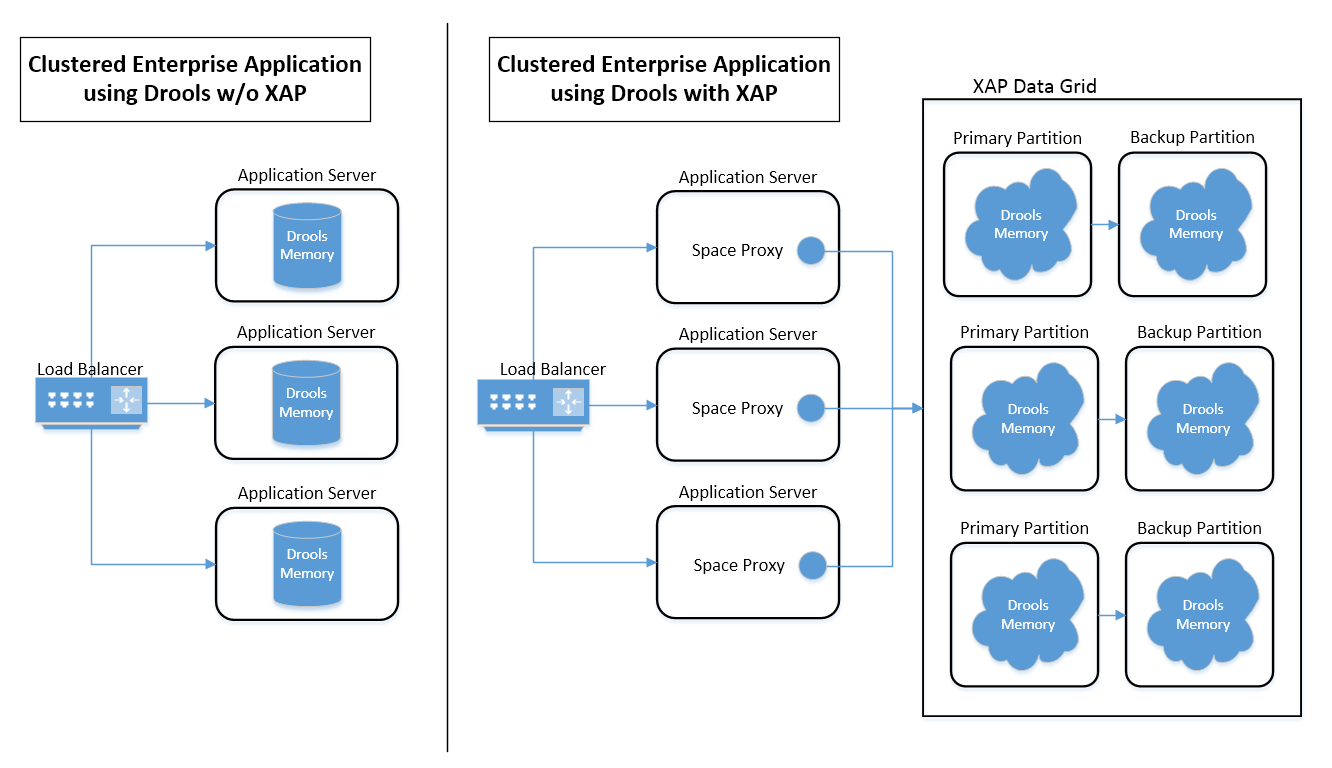 Clustered Enterprise Application
using Drools w/o XAP
Application Server
Drools
Memory
Application Server
Drools
Memory
Load Balancer
Application Server
Drools
Memory
Clustered Enterprise Application
using Drools with XAP
Application Server
Space Proxy
Application Server
Space Proxy
Load Balancer
Application Server
Space Proxy
XAP Data Grid
Primary Partition
Drools
Memory
Backup Partition
Drools
Memory
Primary Partition
Drools
Memory
Backup Partition
Drools
Memory
Primary Partition
Drools
Memory
Backup Partition
Drools
Memory